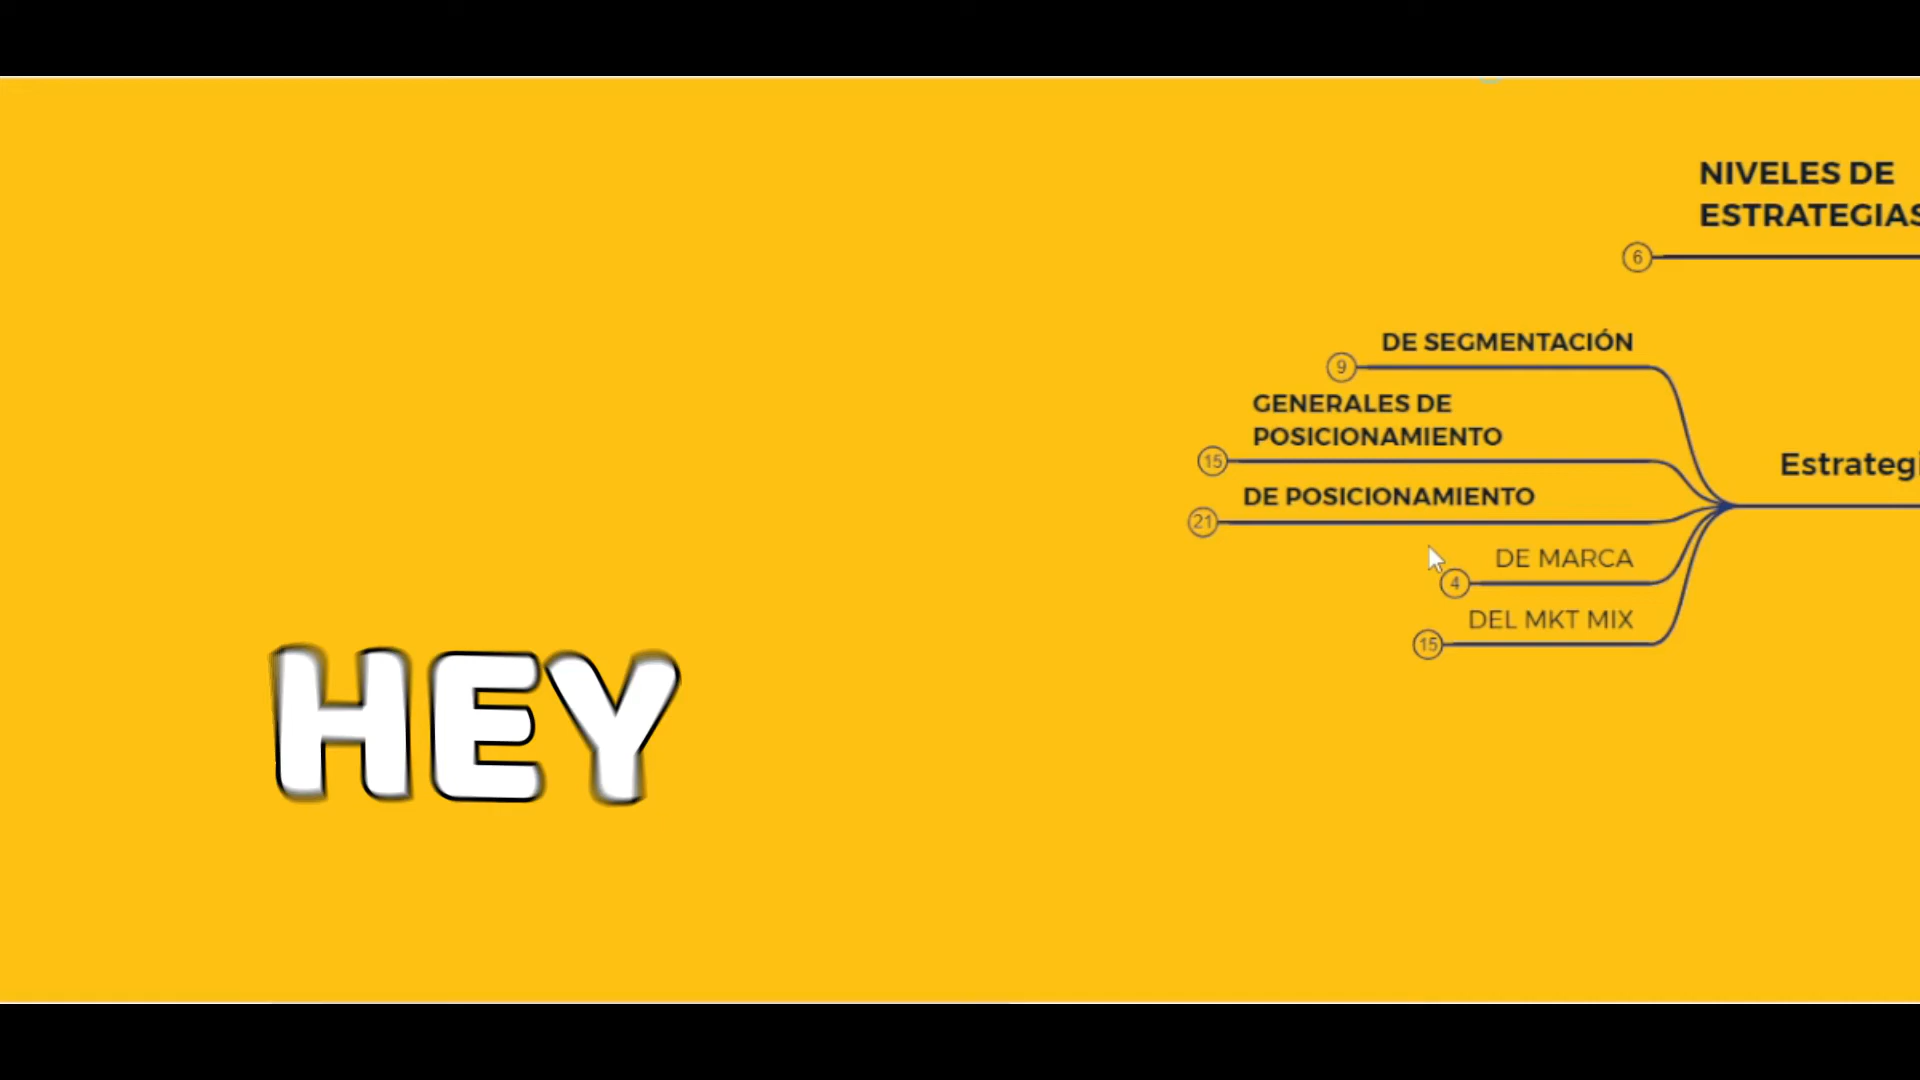 NIVELES DE
ESTRATEGIAS
6
DE SEGMENTACIÓN
9
GENERALES DE
POSICIONAMIENTO
15
Estrategi
DE POSICIONAMIENTO
21
DE MARCA
4
DEL MKT MIX
15
HEY